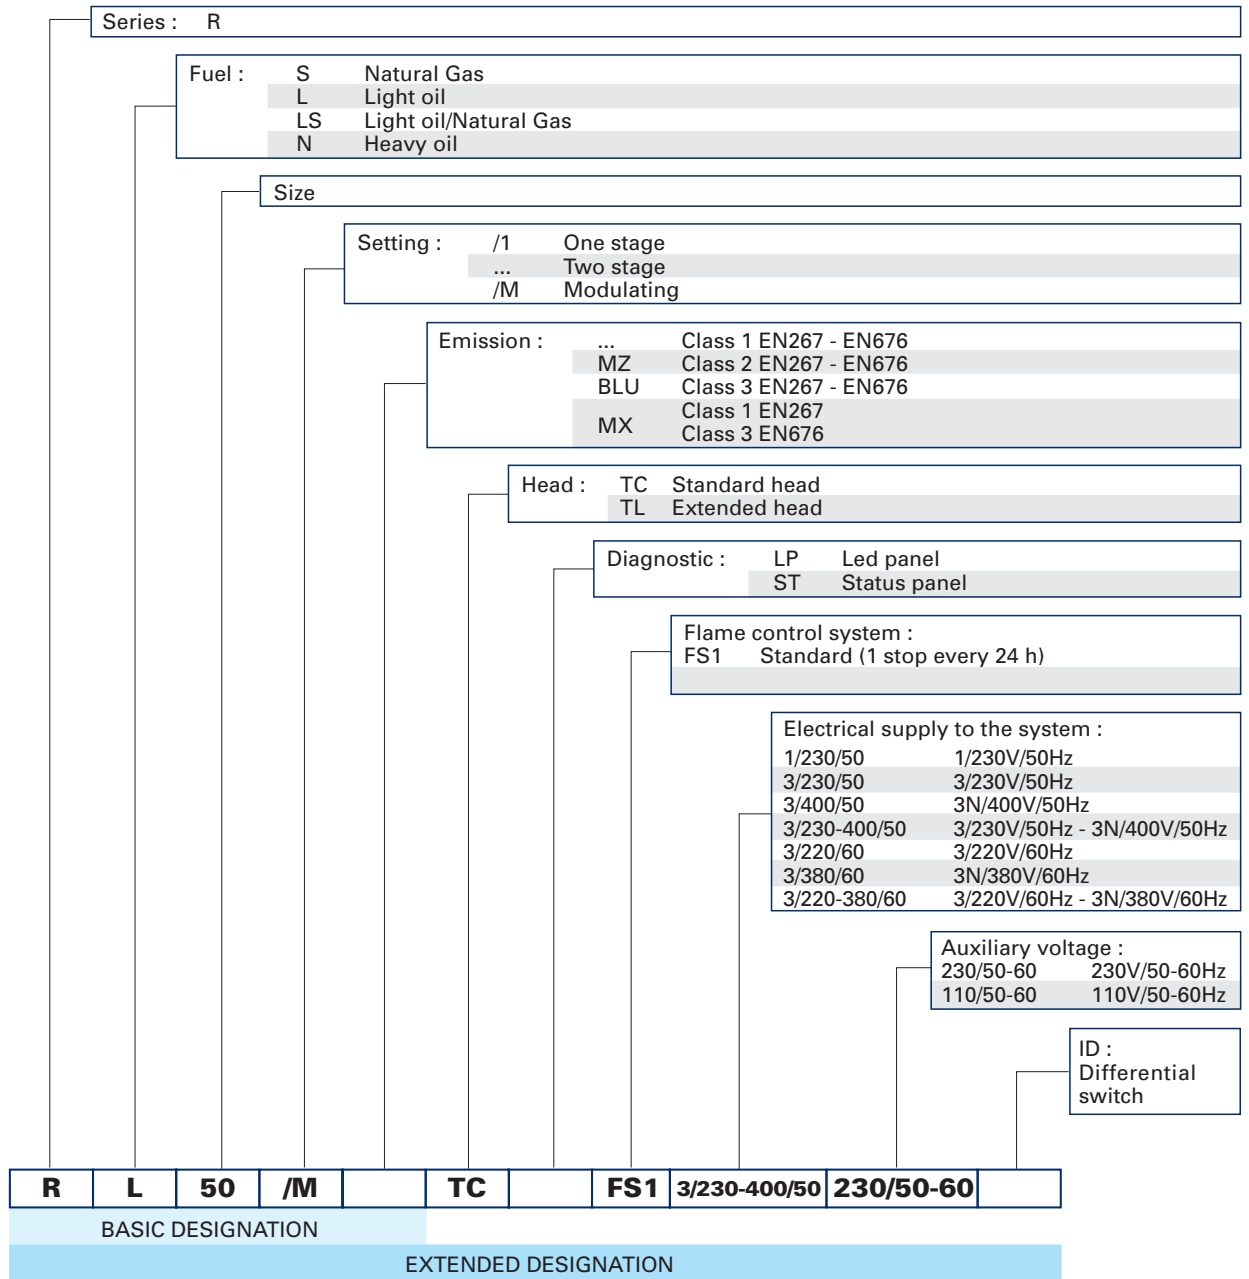 Series : R
Fuel : S Natural Gas
L Light oil
LS Light oil/Natural Gas
N Heavy oil
Size
Setting : /1 One stage
... Two stage
/M Modulating
Emission : ... Class 1 EN267 - EN676
MZ Class 2 EN267 - EN676
BLU Class 3 EN267 - EN676
MX Class 1 EN267
Class 3 EN676
Head : TC Standard head
TL Extended head
Diagnostic : LP Led panel
ST Status panel
Flame control system :
FS1 Standard (1 stop every 24 h)
Electrical supply to the system :
1/230/50 1/230V/50Hz
3/230/50 3/230V/50Hz
3/400/50 3N/400V/50Hz
3/230-400/50 3/230V/50Hz - 3N/400V/50Hz
3/220/60 3/220V/60Hz
3/380/60 3N/380V/60Hz
3/220-380/60 3/220V/60Hz - 3N/380V/60Hz
Auxiliary voltage :
230/50-60 230V/50-60Hz
110/50-60 110V/50-60Hz
ID :
Differential
switch
R L 50 /M TC FS1 3/230-400/50 230/50-60
BASIC DESIGNATION
EXTENDED DESIGNATION